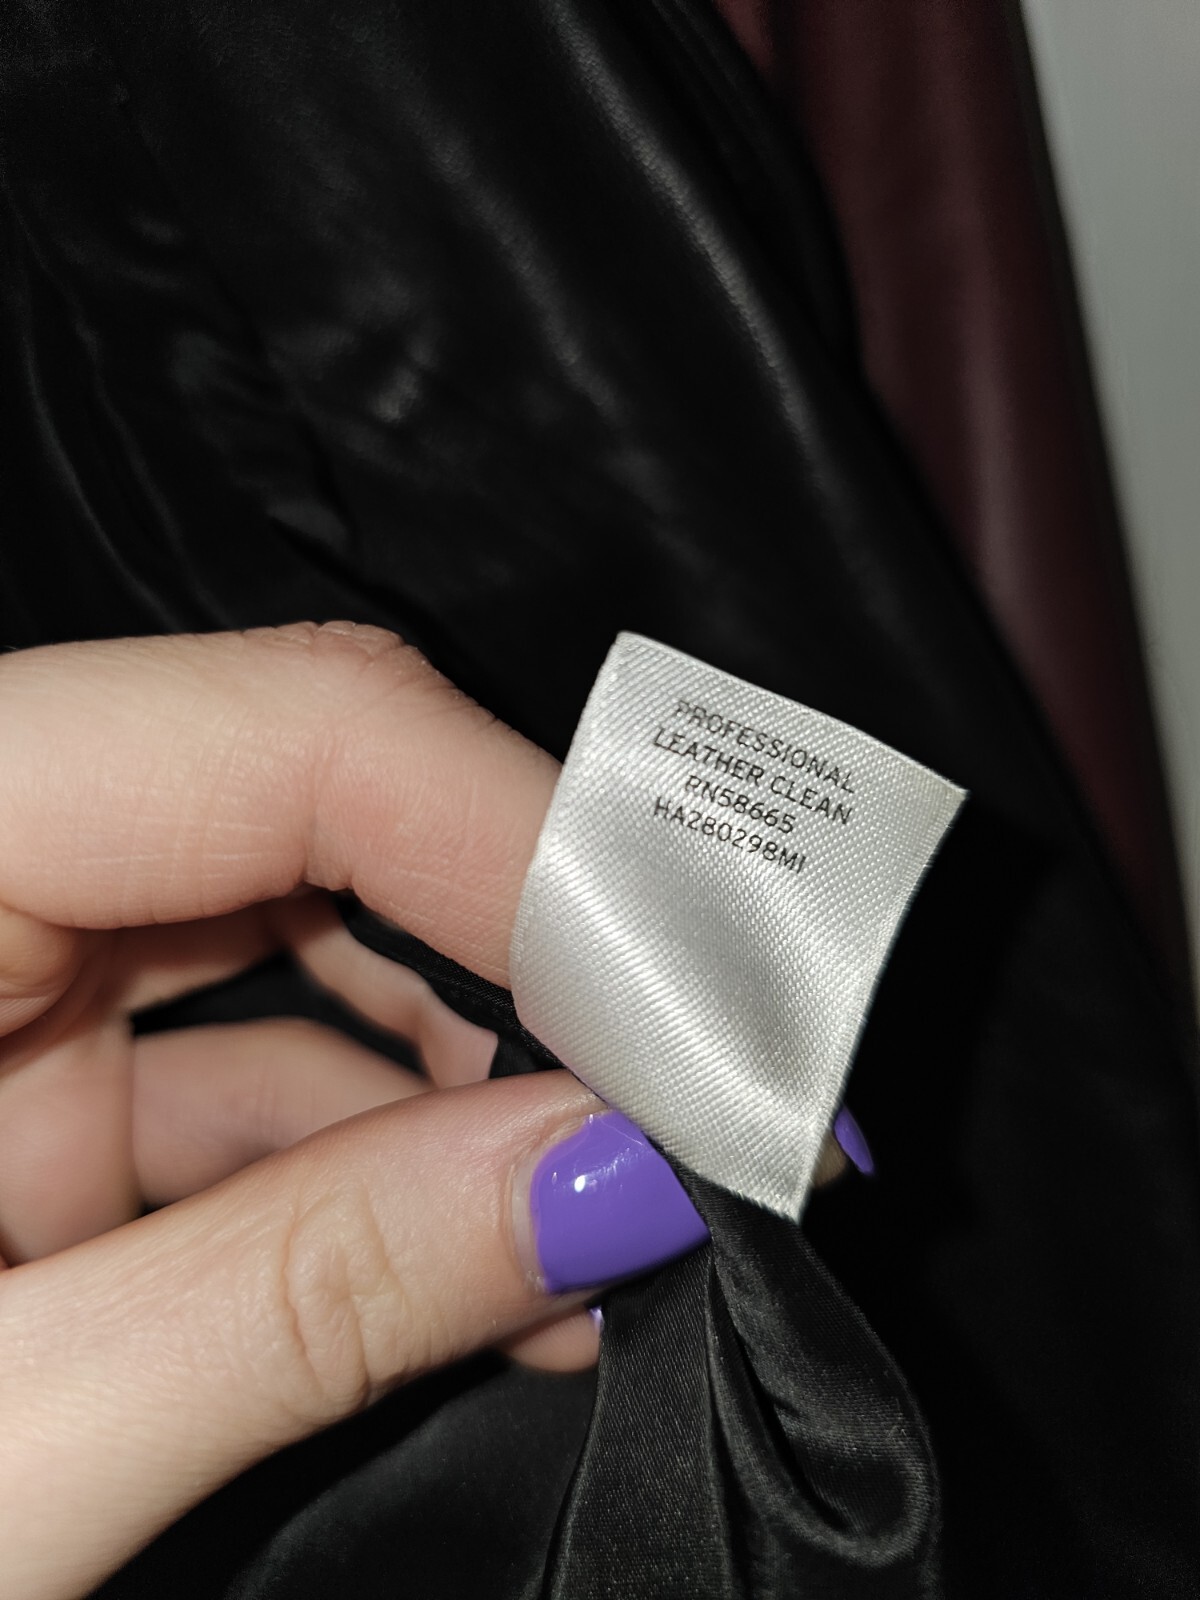 PROFESSIONAL
LEATHER CLEAN
RN58665
HA280298MI